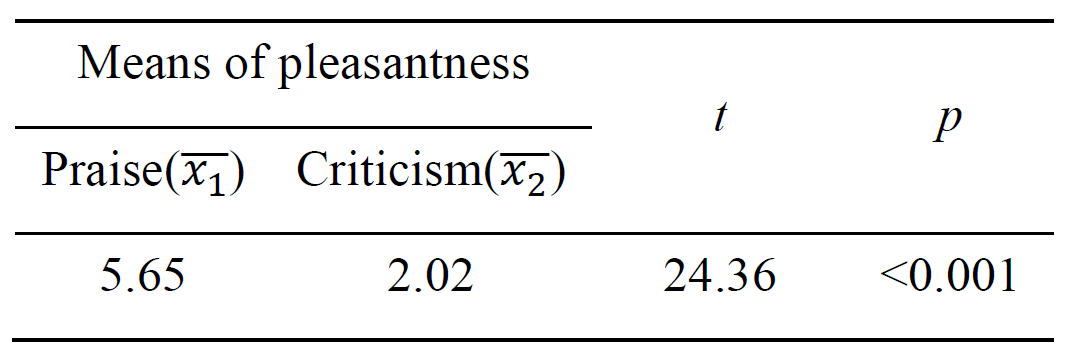 Means of pleasantness
t
p
Praise(x̅₁)
Criticism(x̅₂)
5.65
2.02
24.36
<0.001